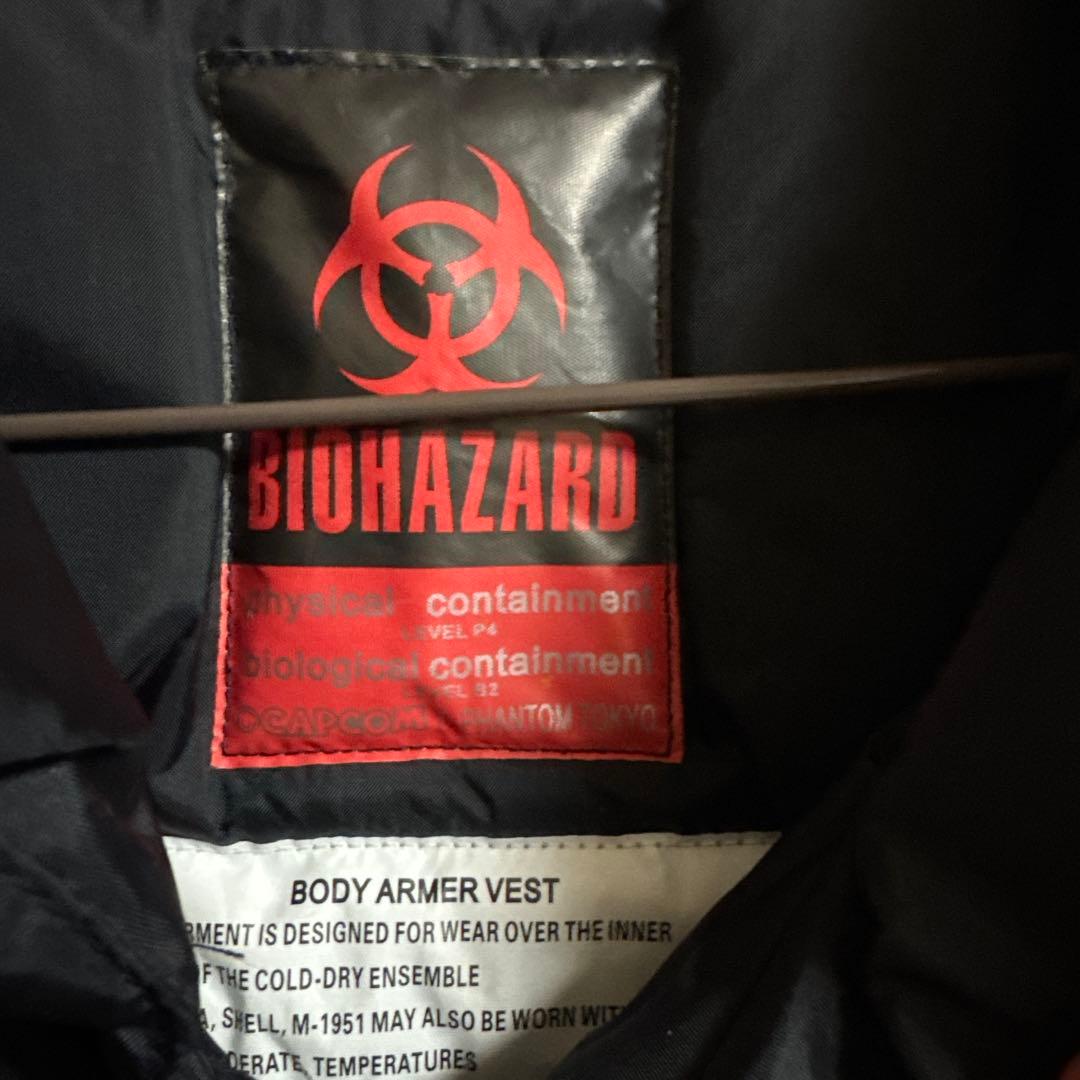 BIOHAZARD
physical containment
LEVEL P4
biological containment
LEVEL B2
©CAPCOM PHANTOM TOKYO
BODY ARMER VEST
RMENT IS DESIGNED FOR WEAR OVER THE INNER
F THE COLD-DRY ENSEMBLE
A, SHELL, M-1951 MAY ALSO BE WORN WIT
DERATE TEMPERATURES